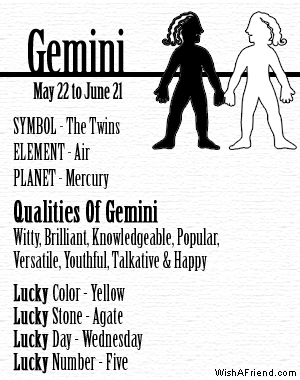 Gemini
May 22 to June 21
SYMBOL - The Twins
ELEMENT - Air
PLANET - Mercury
Qualities Of Gemini
Witty, Brilliant, Knowledgeable, Popular,
Versatile, Youthful, Talkative & Happy
Lucky Color - Yellow
Lucky Stone - Agate
Lucky Day - Wednesday
Lucky Number - Five
WishAFriend.com